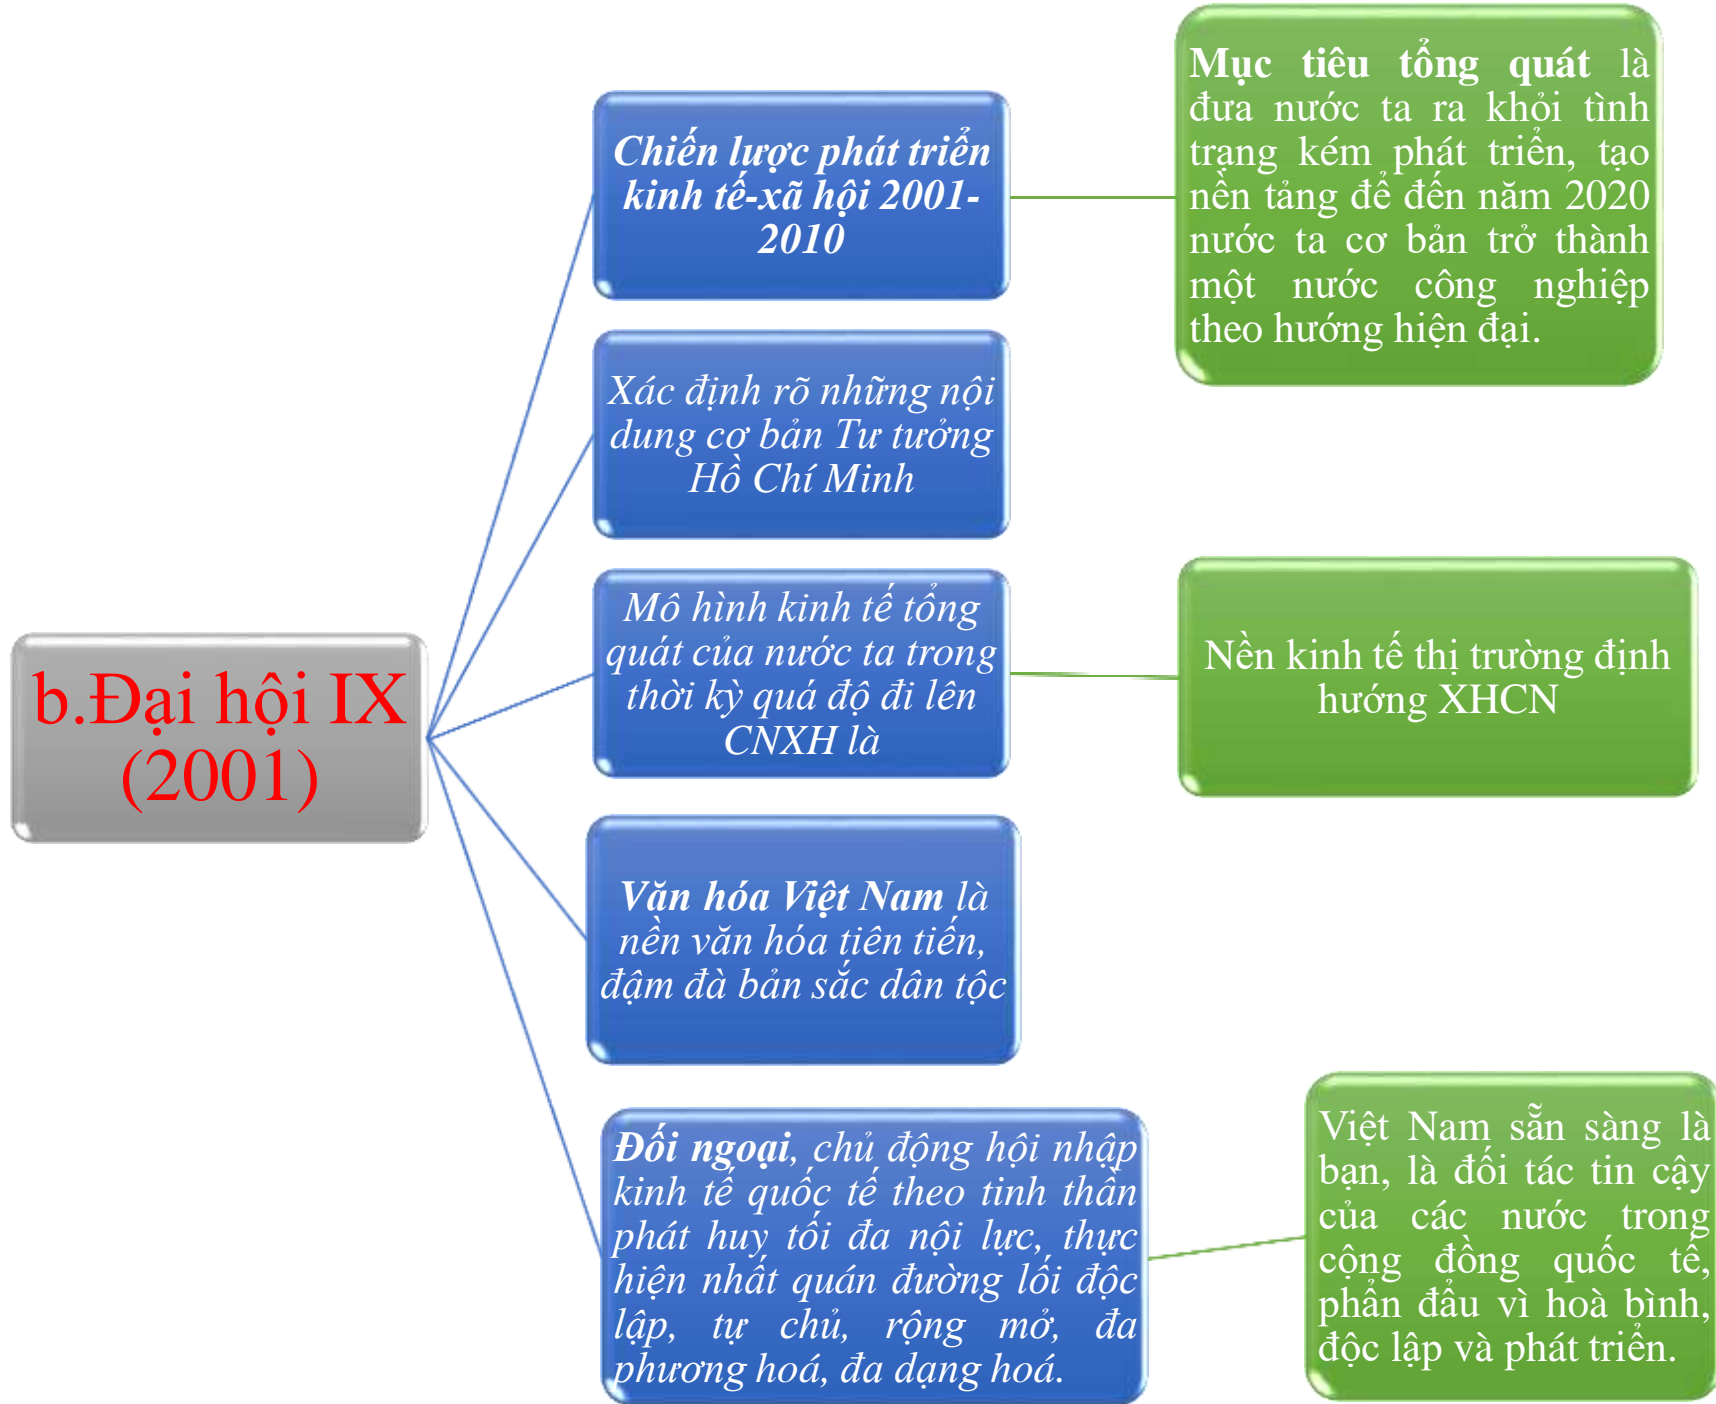 b.Đại hội IX
(2001)
Chiến lược phát triển
kinh tế-xã hội 2001-
2010
Mục tiêu tổng quát là
đưa nước ta ra khỏi tình
trạng kém phát triển, tạo
nền tảng để đến năm 2020
nước ta cơ bản trở thành
một nước công nghiệp
theo hướng hiện đại.
Xác định rõ những nội
dung cơ bản Tư tưởng
Hồ Chí Minh
Mô hình kinh tế tổng
quát của nước ta trong
thời kỳ quá độ đi lên
CNXH là
Nền kinh tế thị trường định
hướng XHCN
Văn hóa Việt Nam là
nền văn hóa tiên tiến,
đậm đà bản sắc dân tộc
Đối ngoại, chủ động hội nhập
kinh tế quốc tế theo tinh thần
phát huy tối đa nội lực, thực
hiện nhất quán đường lối độc
lập, tự chủ, rộng mở, đa
phương hoá, đa dạng hoá.
Việt Nam sẵn sàng là
bạn, là đối tác tin cậy
của các nước trong
cộng đồng quốc tế,
phấn đấu vì hoà bình,
độc lập và phát triển.